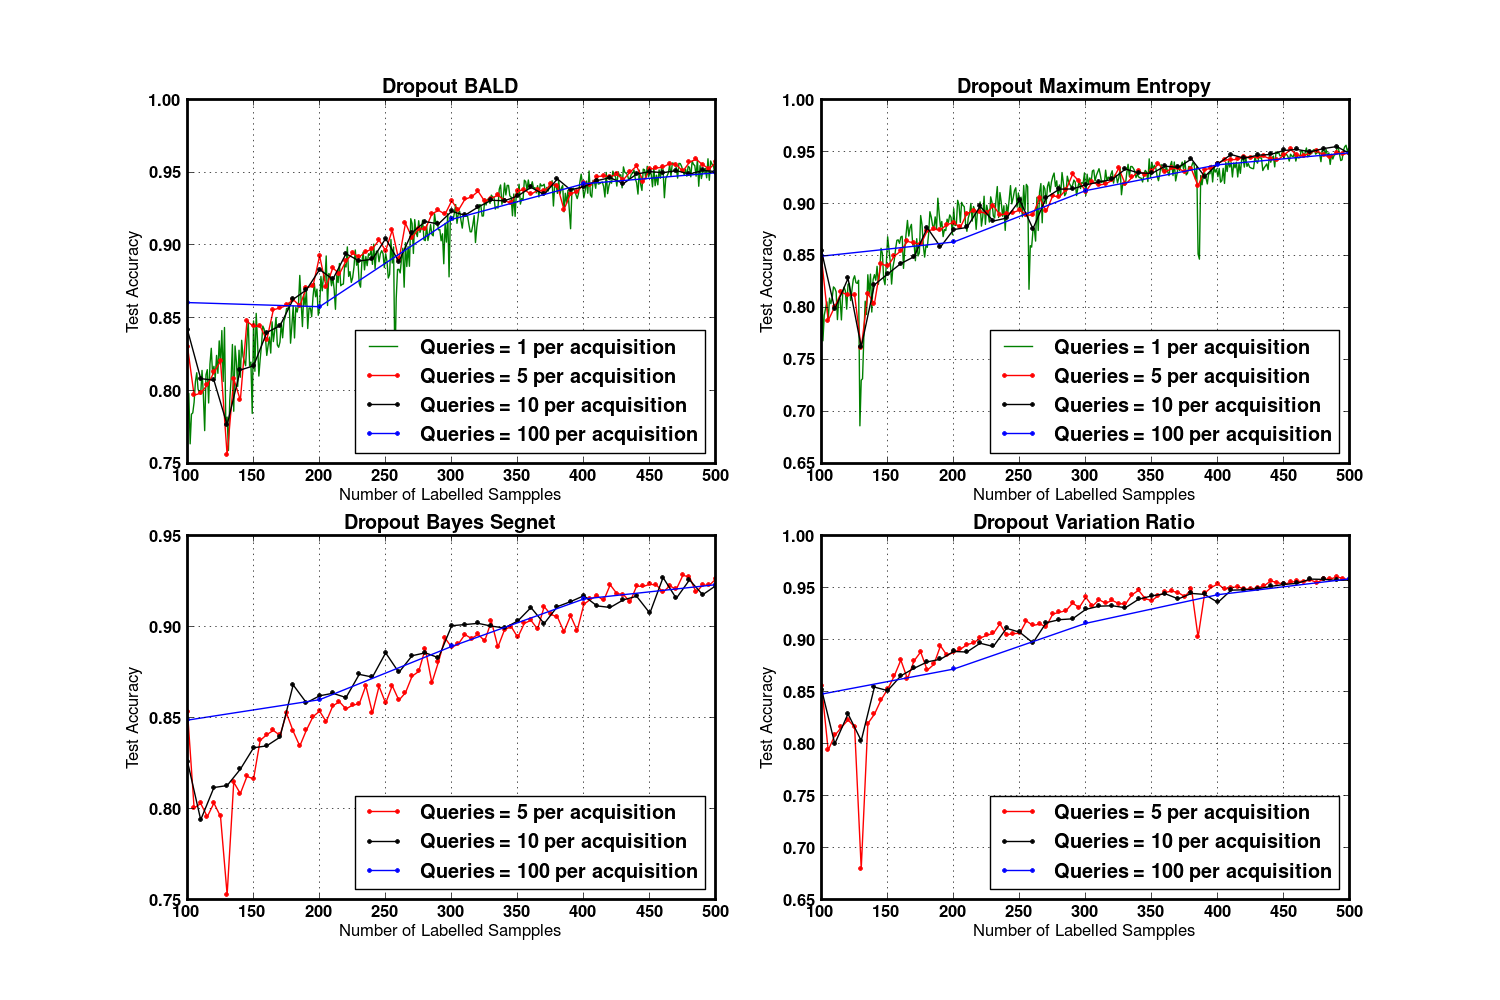 Dropout BALD
1.00
0.95
0.90
0.85
0.80
0.75
Test Accuracy
Queries = 1 per acquisition
Queries = 5 per acquisition
Queries = 10 per acquisition
Queries = 100 per acquisition
100 150 200 250 300 350 400 450 500
Number of Labelled Sampples
Dropout Maximum Entropy
1.00
0.95
0.90
0.85
0.80
0.75
0.70
0.65
Test Accuracy
Queries = 1 per acquisition
Queries = 5 per acquisition
Queries = 10 per acquisition
Queries = 100 per acquisition
100 150 200 250 300 350 400 450 500
Number of Labelled Sampples
Dropout Bayes Segnet
0.95
0.90
0.85
0.80
0.75
Test Accuracy
Queries = 5 per acquisition
Queries = 10 per acquisition
Queries = 100 per acquisition
100 150 200 250 300 350 400 450 500
Number of Labelled Sampples
Dropout Variation Ratio
1.00
0.95
0.90
0.85
0.80
0.75
0.70
0.65
Test Accuracy
Queries = 5 per acquisition
Queries = 10 per acquisition
Queries = 100 per acquisition
100 150 200 250 300 350 400 450 500
Number of Labelled Sampples